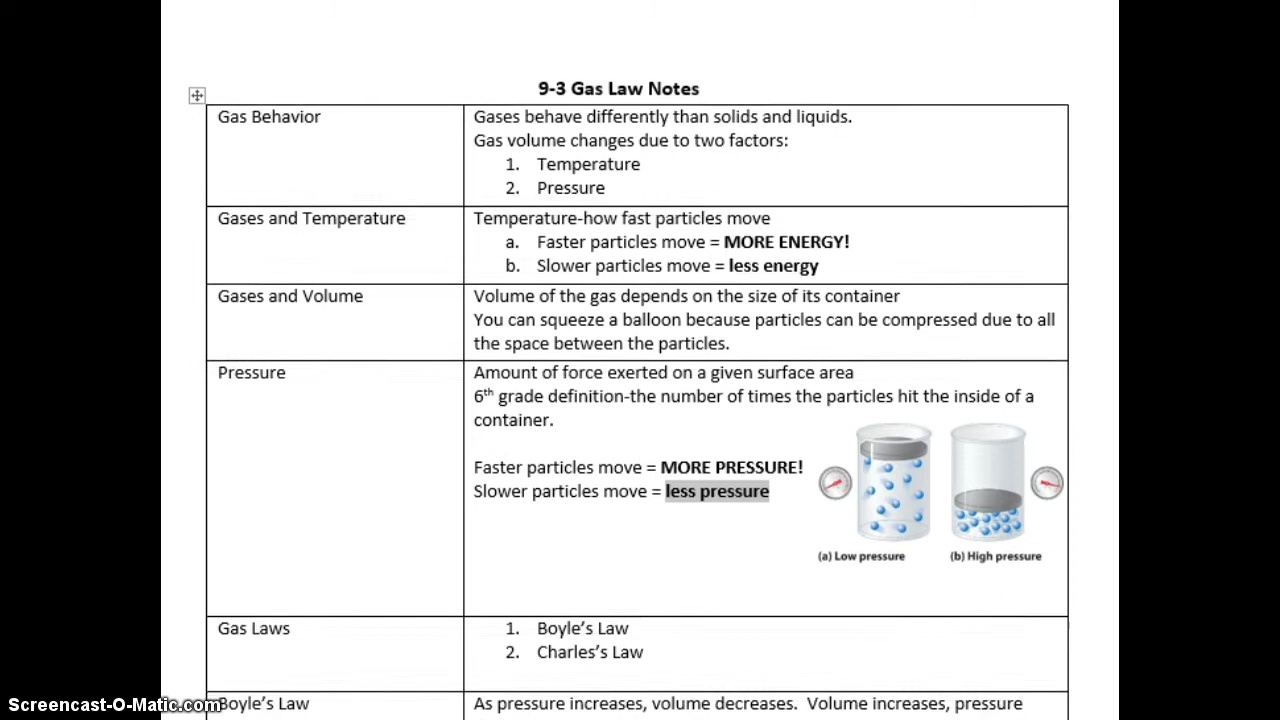 9-3 Gas Law Notes
Gas Behavior
Gases behave differently than solids and liquids.
Gas volume changes due to two factors:
1. Temperature
2. Pressure
Gases and Temperature
Temperature-how fast particles move
a. Faster particles move = MORE ENERGY!
b. Slower particles move = less energy
Gases and Volume
Volume of the gas depends on the size of its container
You can squeeze a balloon because particles can be compressed due to all
the space between the particles.
Pressure
Amount of force exerted on a given surface area
6th grade definition-the number of times the particles hit the inside of a
container.
Faster particles move = MORE PRESSURE!
Slower particles move = less pressure
(a) Low pressure
(b) High pressure
Gas Laws
1. Boyle's Law
2. Charles's Law
Boyle's Law
As pressure increases, volume decreases. Volume increases, pressure
Screencast-O-Matic.com